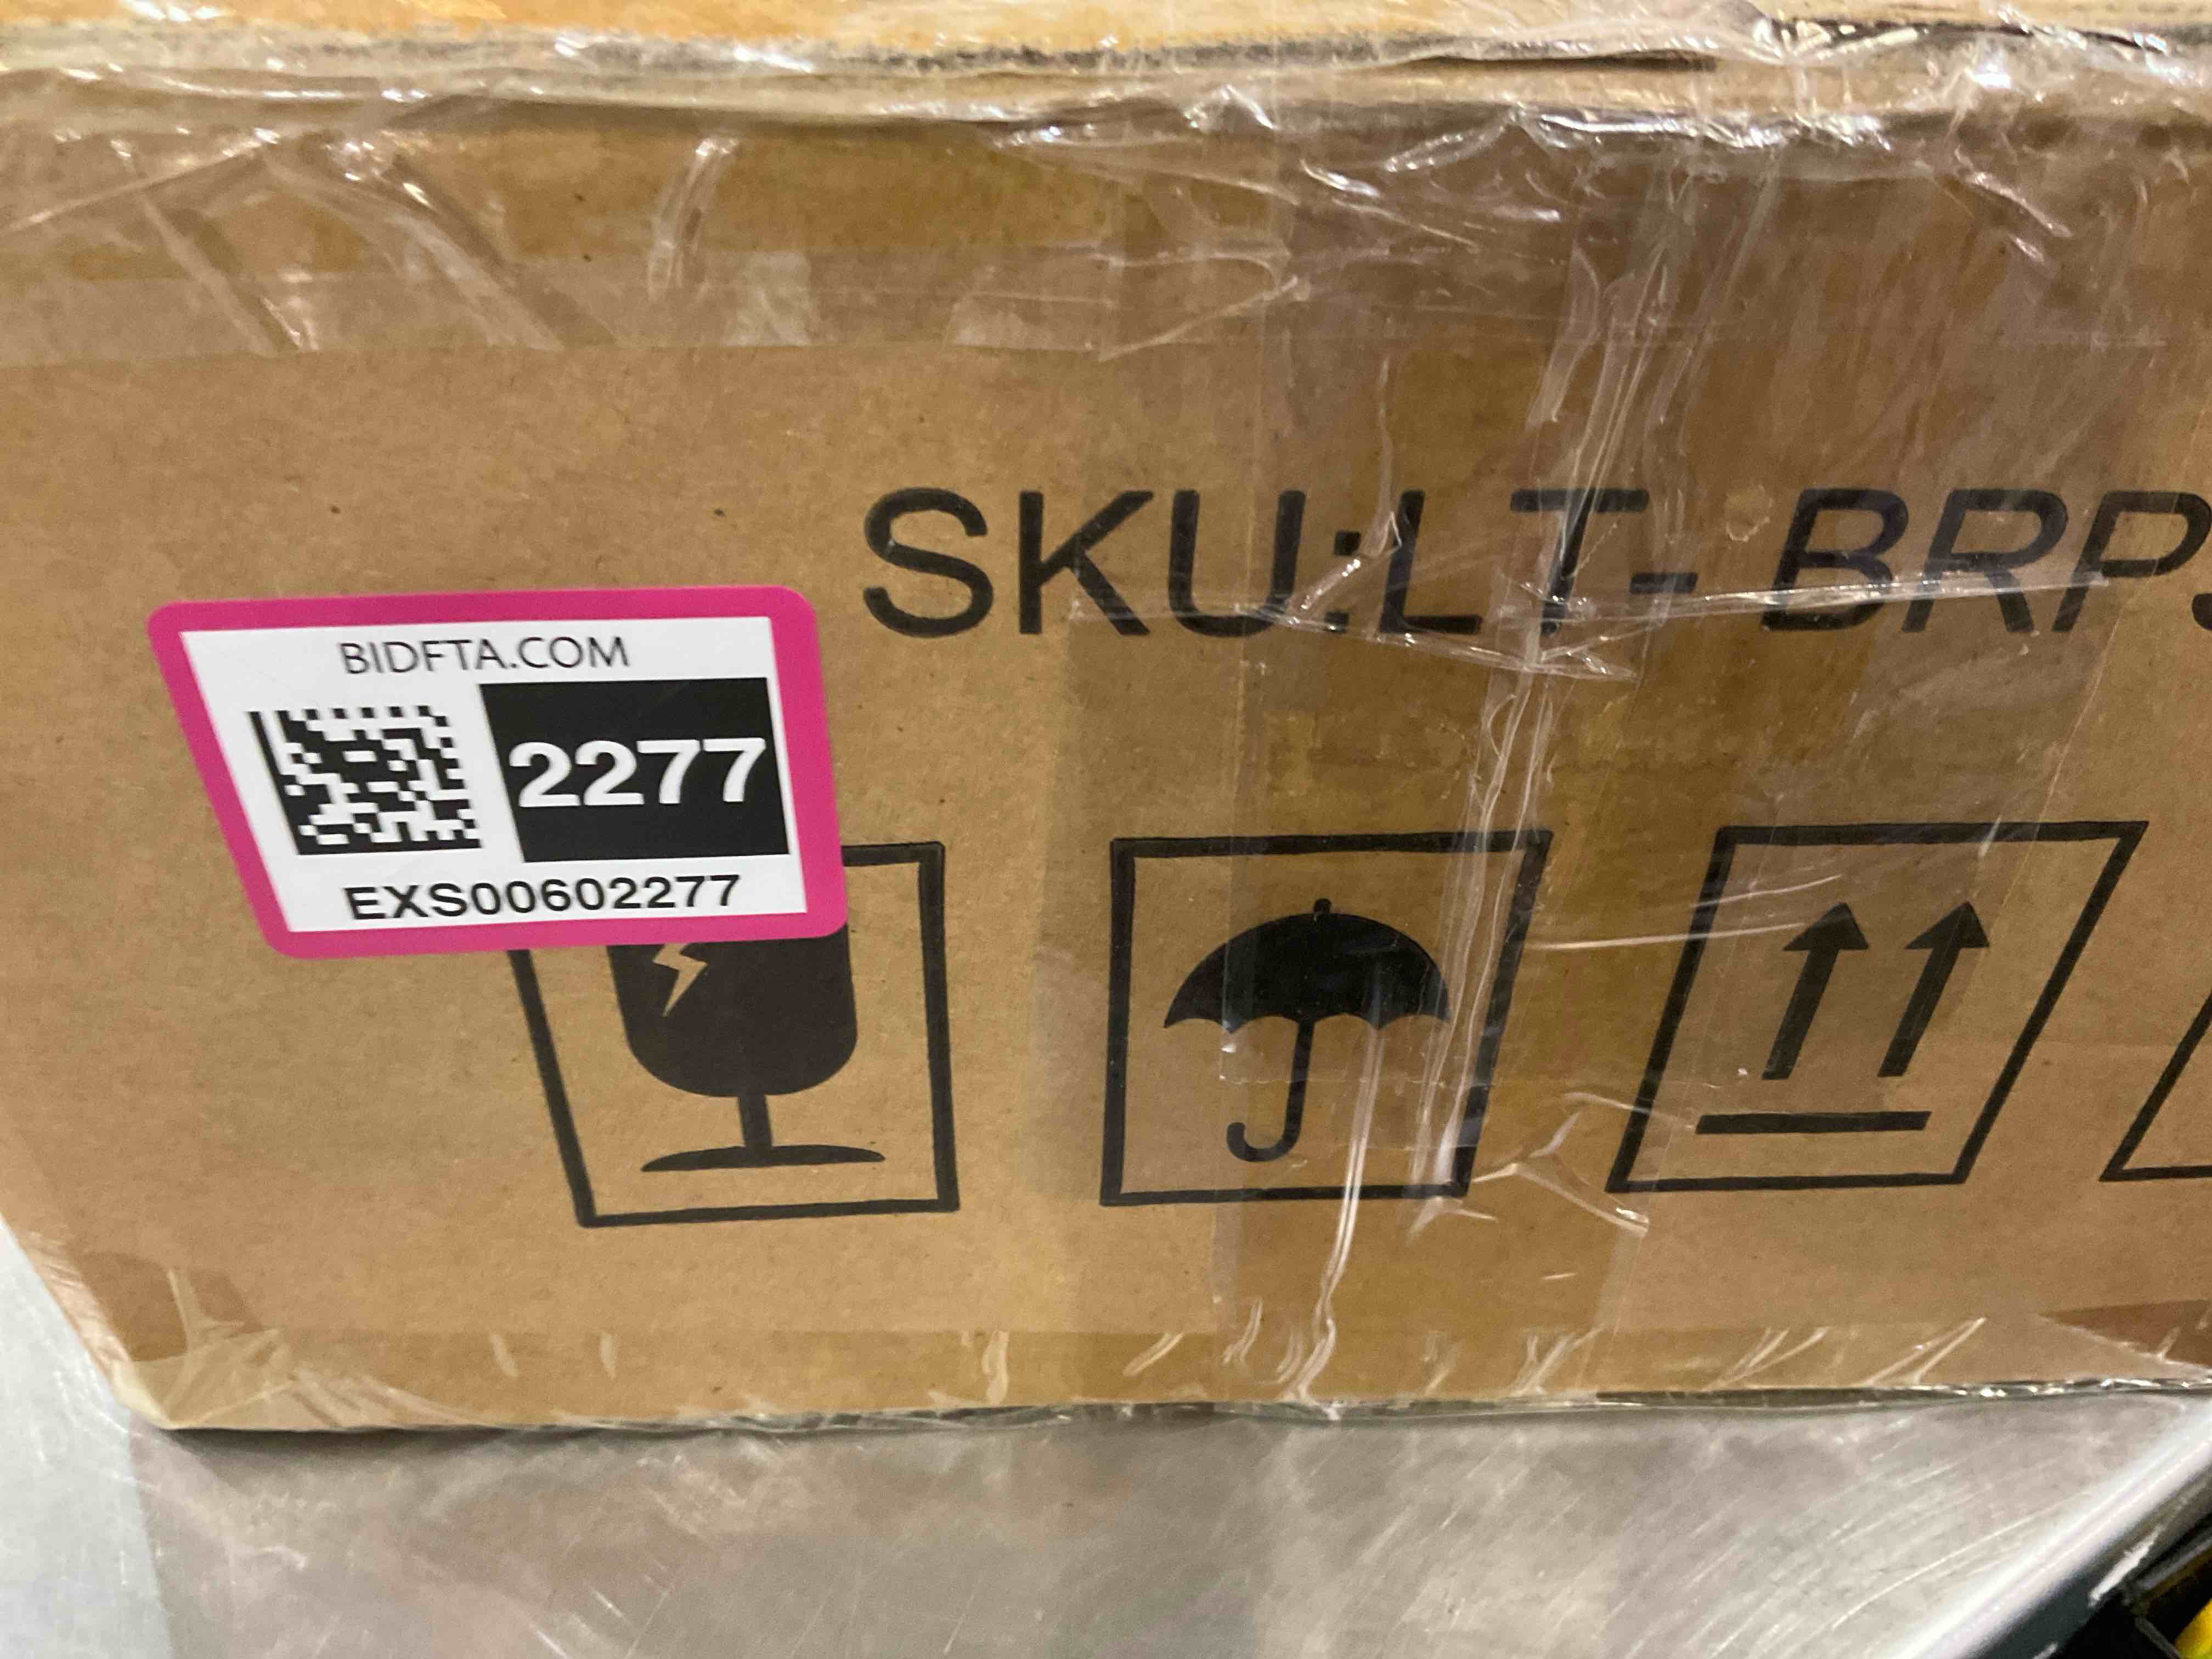 SKU:LT- BRP
BIDFTA.COM
2277
EXS00602277